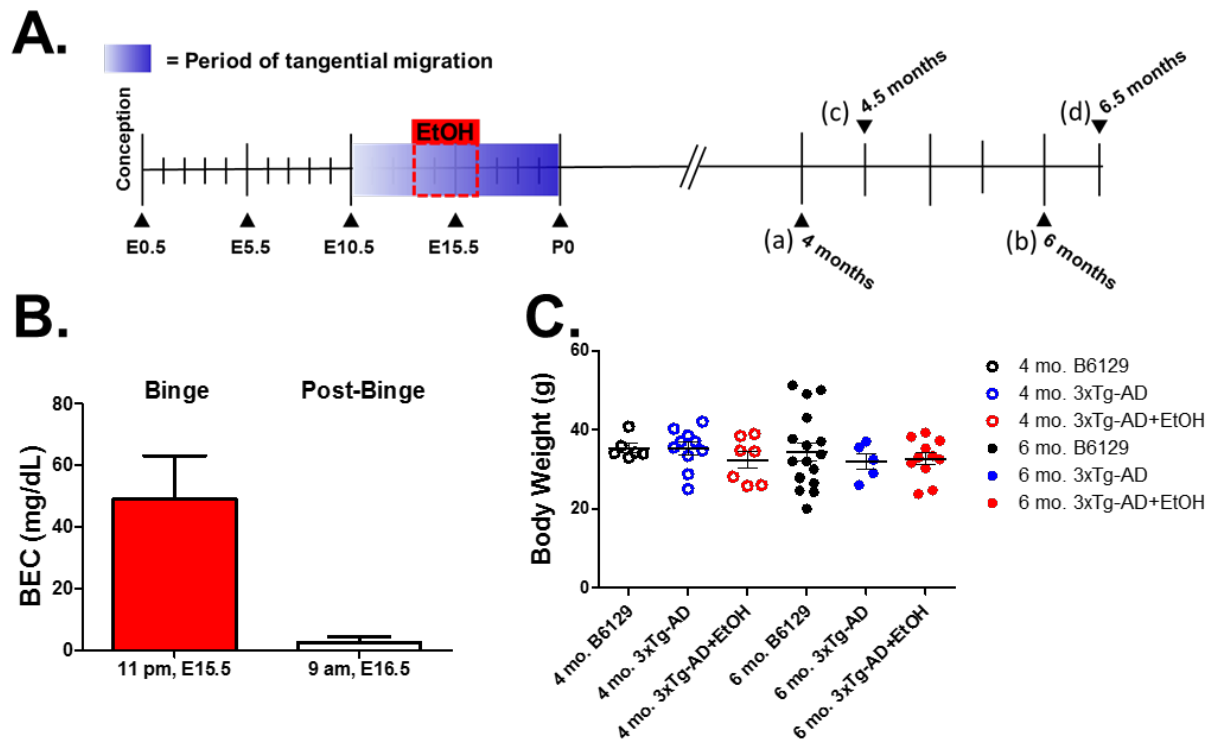 A.
= Period of tangential migration
Conception
EtOH
E0.5
E5.5
E10.5
E15.5
P0
(a) 4 months
(c) 4.5 months
(b) 6 months
(d) 6.5 months
B.
Binge
Post-Binge
BEC (mg/dL)
80
60
40
20
0
11 pm, E15.5
9 am, E16.5
C.
Body Weight (g)
60
40
20
0
4 mo. B6129
4 mo. 3xTg-AD
4 mo. 3xTg-AD+EtOH
6 mo. B6129
6 mo. 3xTg-AD
6 mo. 3xTg-AD+EtOH
4 mo. B6129
4 mo. 3xTg-AD
4 mo. 3xTg-AD+EtOH
6 mo. B6129
6 mo. 3xTg-AD
6 mo. 3xTg-AD+EtOH